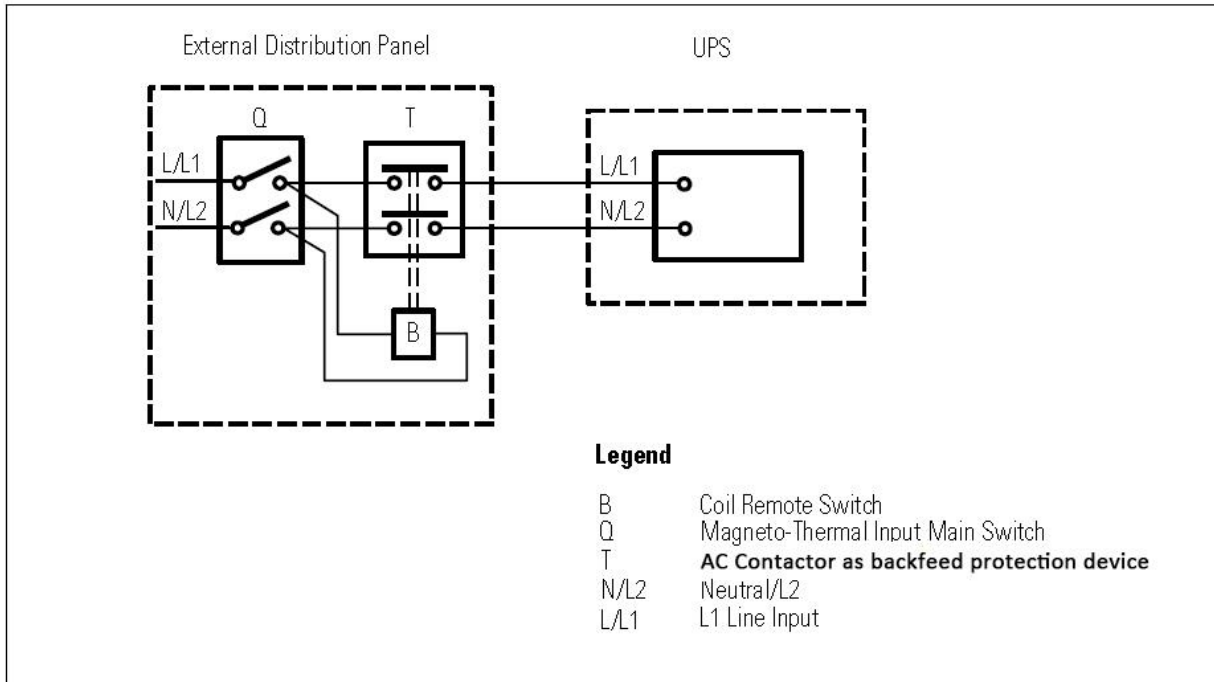 External Distribution Panel
UPS
Q
T
L/L1
N/L2
L/L1
N/L2
B
Legend
B Coil Remote Switch
Q Magneto-Thermal Input Main Switch
T AC Contactor as backfeed protection device
N/L2 Neutral/L2
L/L1 L1 Line Input